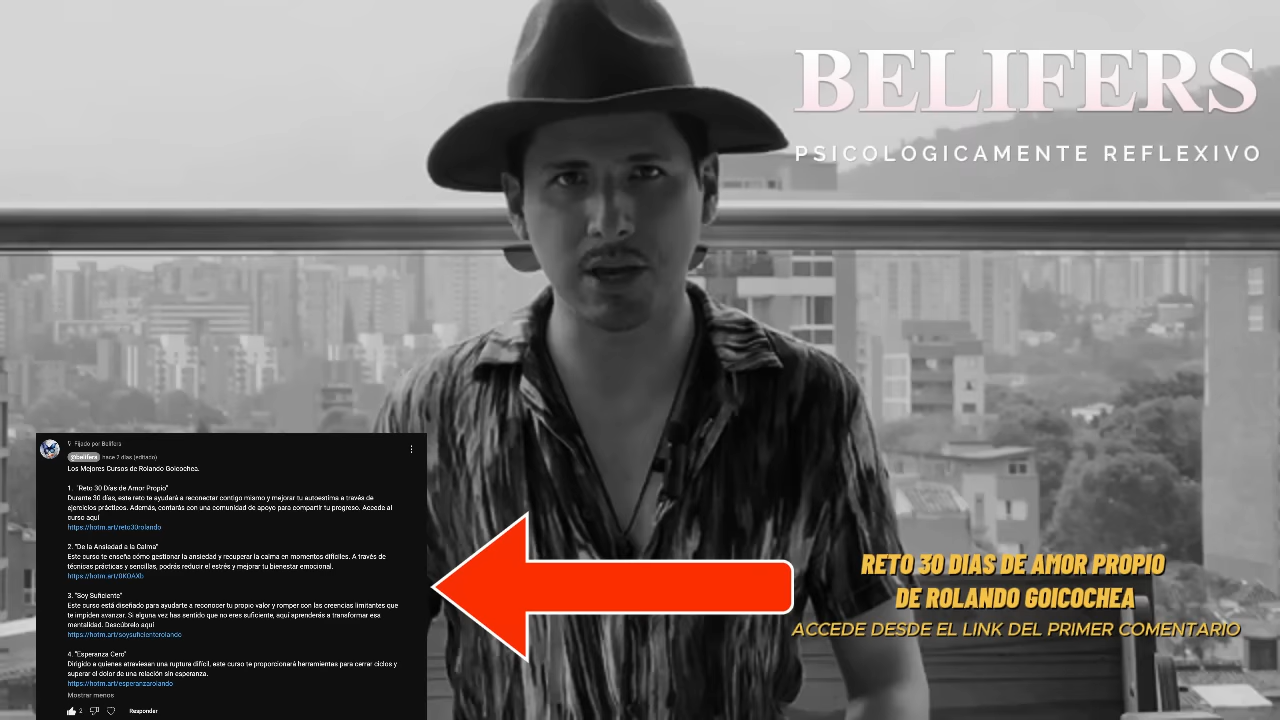 BELIFERS
PSICOLOGICAMENTE REFLEXIVO
Fijado por Belifers
@belifers hace 2 días (editado)
Los Mejores Cursos de Rolando Goicochea.
1. "Reto 30 Días de Amor Propio"
Durante 30 días, este reto te ayudará a reconectar contigo mismo y mejorar tu autoestima a través de
ejercicios prácticos. Además, contarás con una comunidad de apoyo para compartir tu progreso. Accede al
curso aquí
https://hotm.art/reto30rolando
2. "De la Ansiedad a la Calma"
Este curso te enseña cómo gestionar la ansiedad y recuperar la calma en momentos difíciles. A través de
técnicas prácticas y sencillas, podrás reducir el estrés y mejorar tu bienestar emocional.
https://hotm.art/0KOAXb
3. "Soy Suficiente"
Este curso está diseñado para ayudarte a reconocer tu propio valor y romper con las creencias limitantes que
te impiden avanzar. Si alguna vez has sentido que no eres suficiente, aquí aprenderás a transformar esa
mentalidad. Descúbrelo aquí
https://hotm.art/soysuficienterolando
4. "Esperanza Cero"
Dirigido a quienes atraviesan una ruptura difícil, este curso te proporcionará herramientas para cerrar ciclos y
superar el dolor de una relación sin esperanza.
https://hotm.art/esperanzarolando
Mostrar menos
2 Responder
RETO 30 DIAS DE AMOR PROPIO
DE ROLANDO GOICOCHEA
ACCEDE DESDE EL LINK DEL PRIMER COMENTARIO